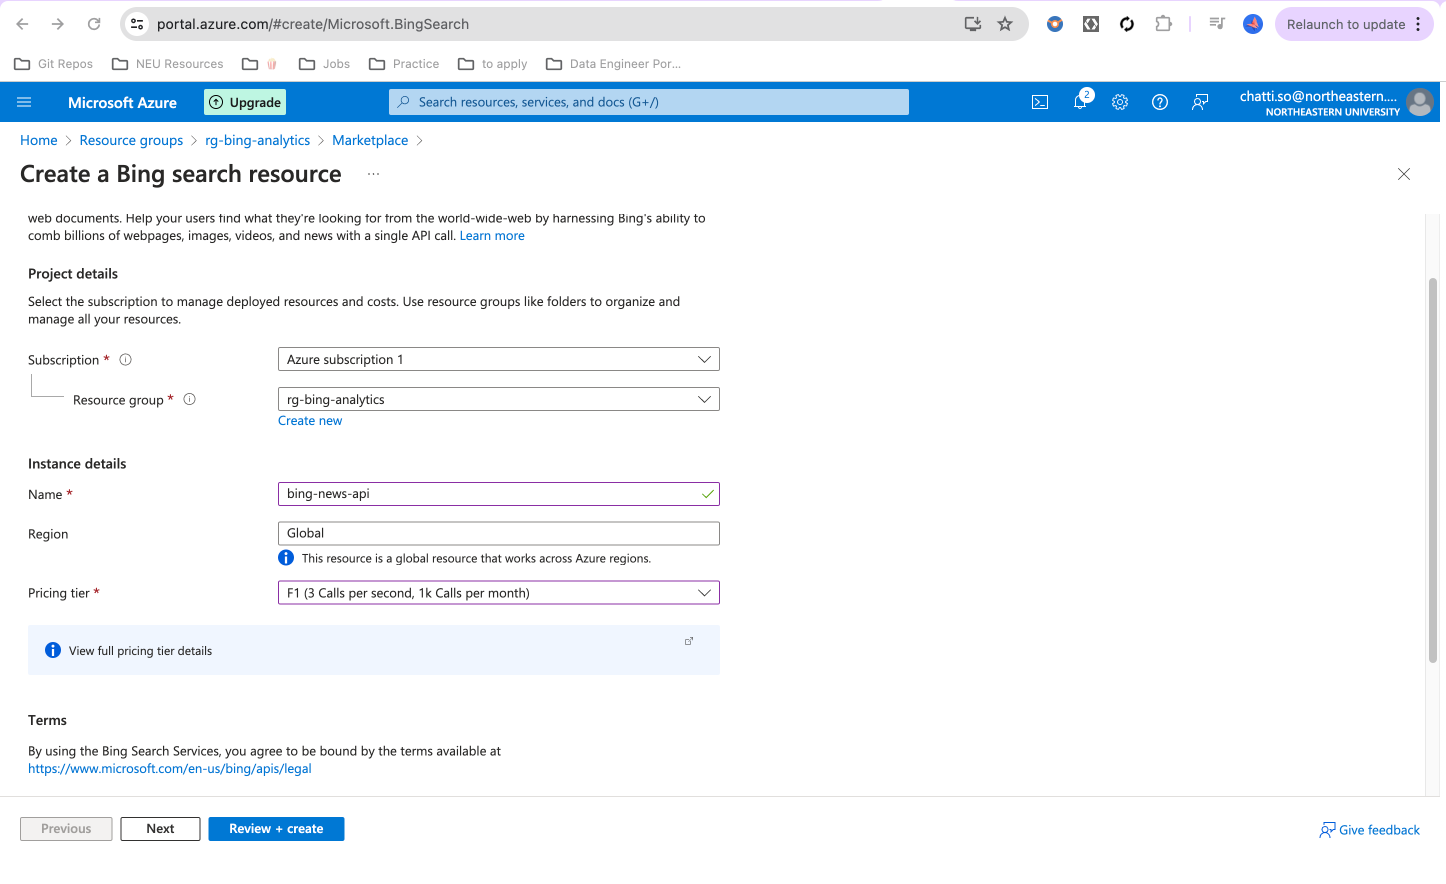 portal.azure.com/#create/Microsoft.BingSearch
Relaunch to update
Git Repos
NEU Resources
Jobs
Practice
to apply
Data Engineer Por...
Microsoft Azure
Upgrade
Search resources, services, and docs (G+/)
2
chatti.so@northeastern....
NORTHEASTERN UNIVERSITY
Home > Resource groups > rg-bing-analytics > Marketplace >
Create a Bing search resource
...
web documents. Help your users find what they're looking for from the world-wide-web by harnessing Bing's ability to
comb billions of webpages, images, videos, and news with a single API call. Learn more
Project details
Select the subscription to manage deployed resources and costs. Use resource groups like folders to organize and
manage all your resources.
Subscription *
Azure subscription 1
Resource group *
rg-bing-analytics
Create new
Instance details
Name *
bing-news-api
Region
Global
This resource is a global resource that works across Azure regions.
Pricing tier *
F1 (3 Calls per second, 1k Calls per month)
View full pricing tier details
Terms
By using the Bing Search Services, you agree to be bound by the terms available at
https://www.microsoft.com/en-us/bing/apis/legal
Previous
Next
Review + create
Give feedback